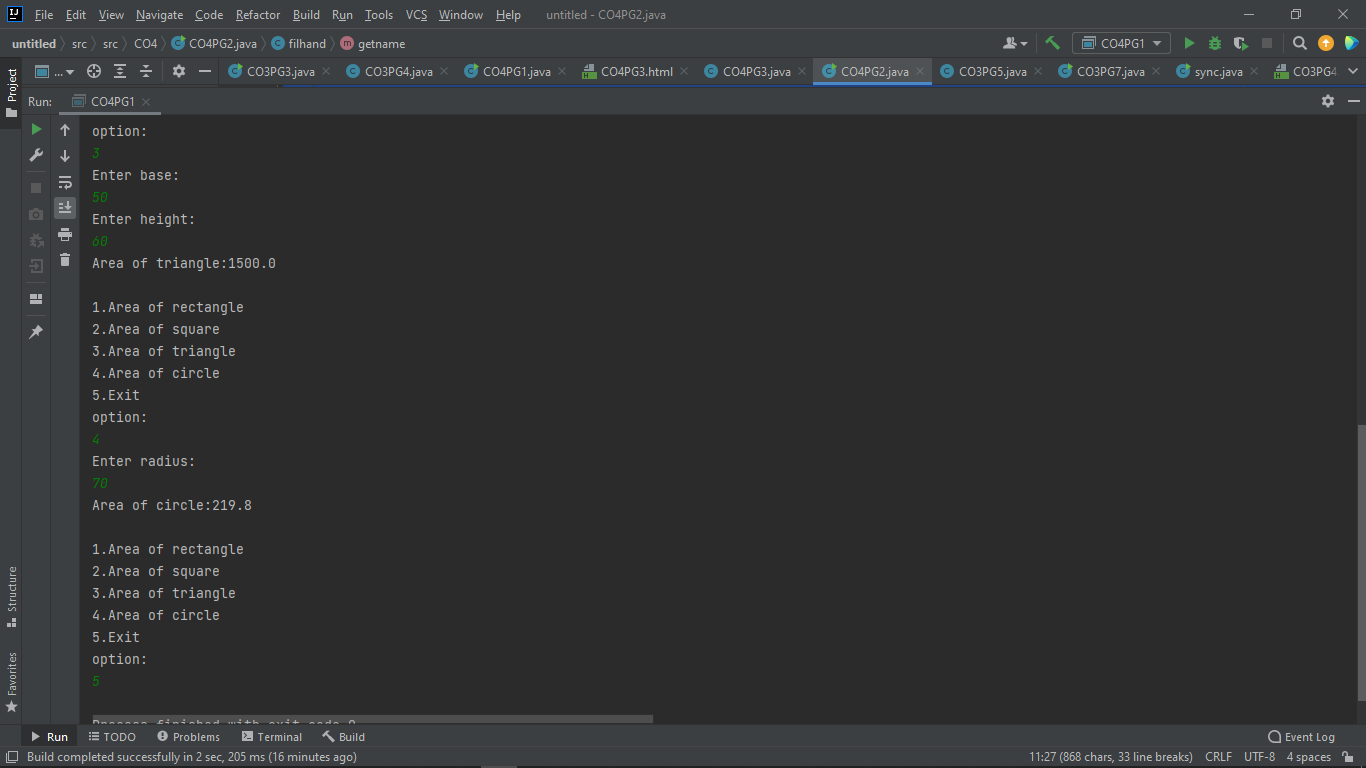 File Edit View Navigate Code Refactor Build Run Tools VCS Window Help untitled - CO4PG2.java
untitled src src CO4 CO4PG2.java filhand getname CO4PG1
Project ... CO3PG3.java CO3PG4.java CO4PG1.java CO4PG3.html CO4PG3.java CO4PG2.java CO3PG5.java CO3PG7.java sync.java CO3PG4
Run: CO4PG1
option:
3
Enter base:
50
Enter height:
60
Area of triangle:1500.0
1.Area of rectangle
2.Area of square
3.Area of triangle
4.Area of circle
5.Exit
option:
4
Enter radius:
70
Area of circle:219.8
1.Area of rectangle
2.Area of square
3.Area of triangle
4.Area of circle
5.Exit
option:
5
Process finished with exit code 0
Structure
Favorites
Run TODO Problems Terminal Build Event Log
Build completed successfully in 2 sec, 205 ms (16 minutes ago) 11:27 (868 chars, 33 line breaks) CRLF UTF-8 4 spaces